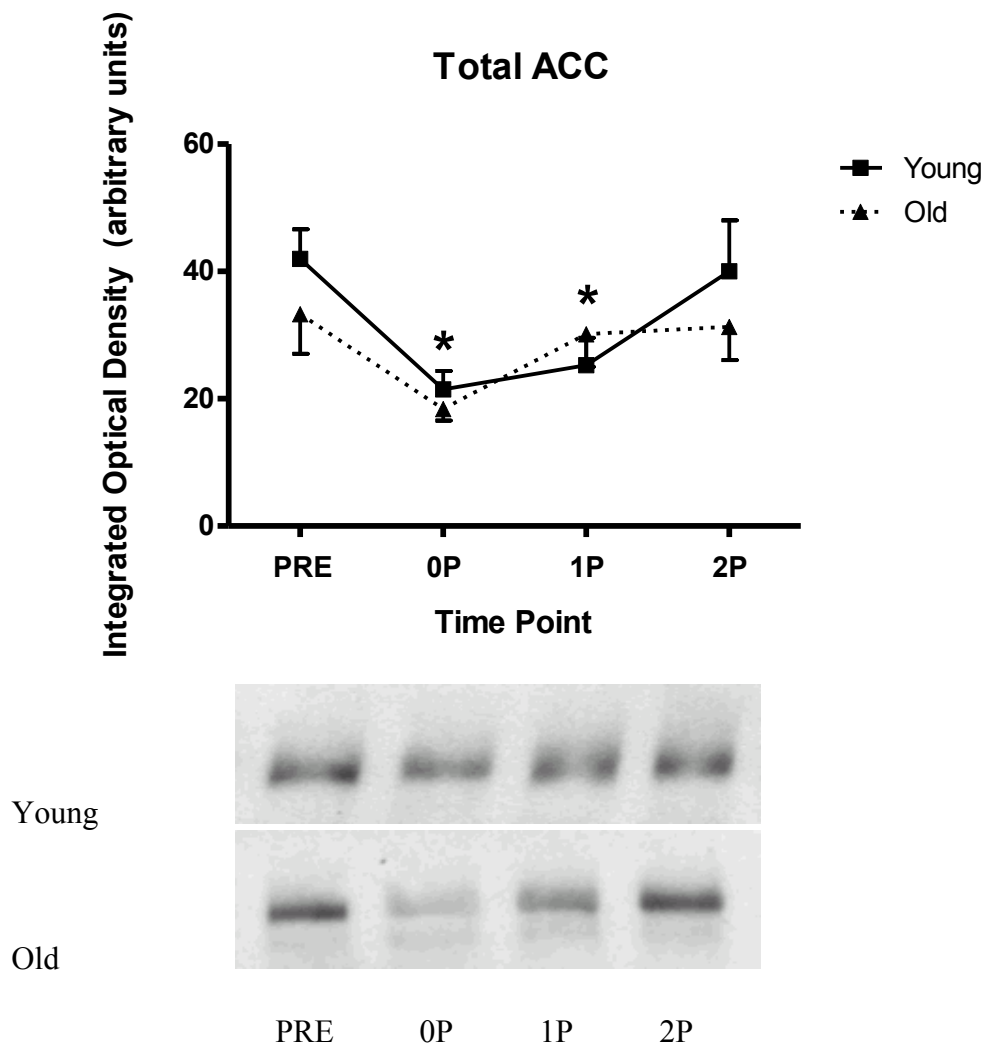 Total ACC
Integrated Optical Density (arbitrary units)
60
40
20
0
*
*
Young
Old
PRE 0P 1P 2P
Time Point
Young
Old
PRE 0P 1P 2P